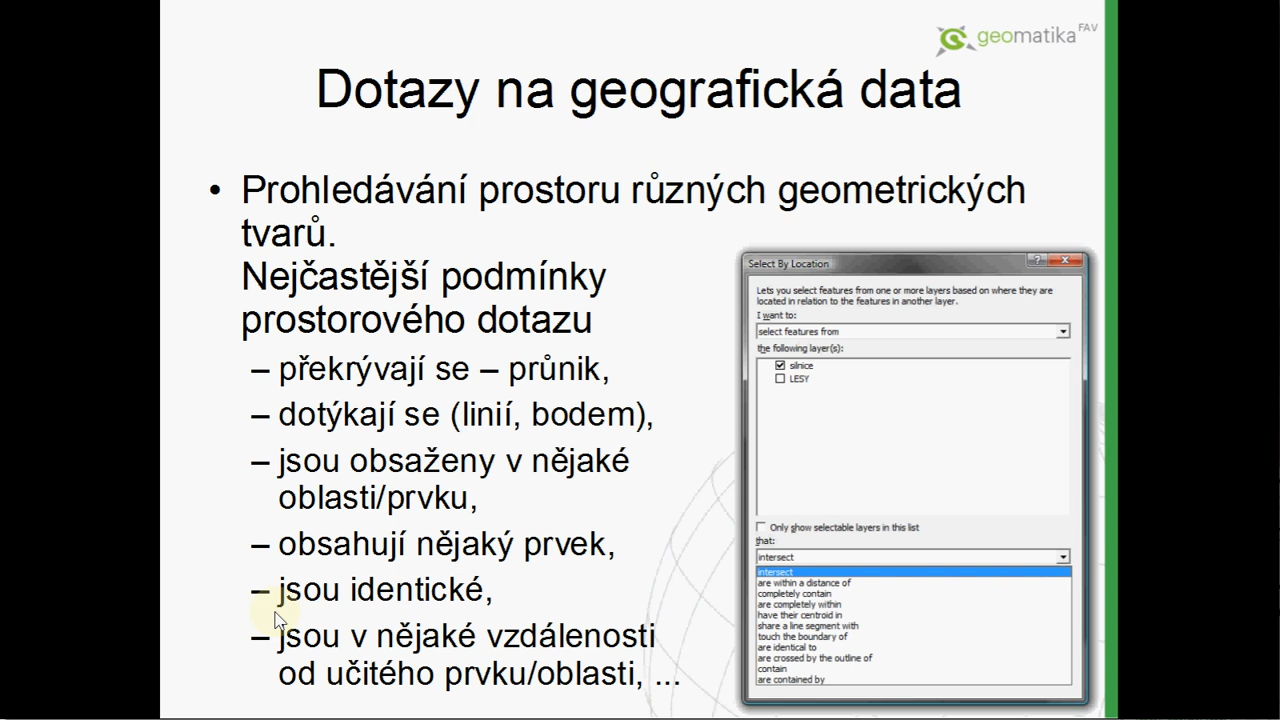 geomatika FAV
Dotazy na geografická data
• Prohledávání prostoru různých geometrických
tvarů.
Nejčastější podmínky
prostorového dotazu
– překrývají se – průnik,
– dotýkají se (linií, bodem),
– jsou obsaženy v nějaké
oblasti/prvku,
– obsahují nějaký prvek,
– jsou identické,
– jsou v nějaké vzdálenosti
od učitého prvku/oblasti, ...
Select By Location
Lets you select features from one or more layers based on where they are
located in relation to the features in another layer.
I want to:
select features from
the following layer(s):
silnice
LESY
Only show selectable layers in this list
that:
intersect
intersect
are within a distance of
completely contain
are completely within
have their centroid in
share a line segment with
touch the boundary of
are identical to
are crossed by the outline of
contain
are contained by